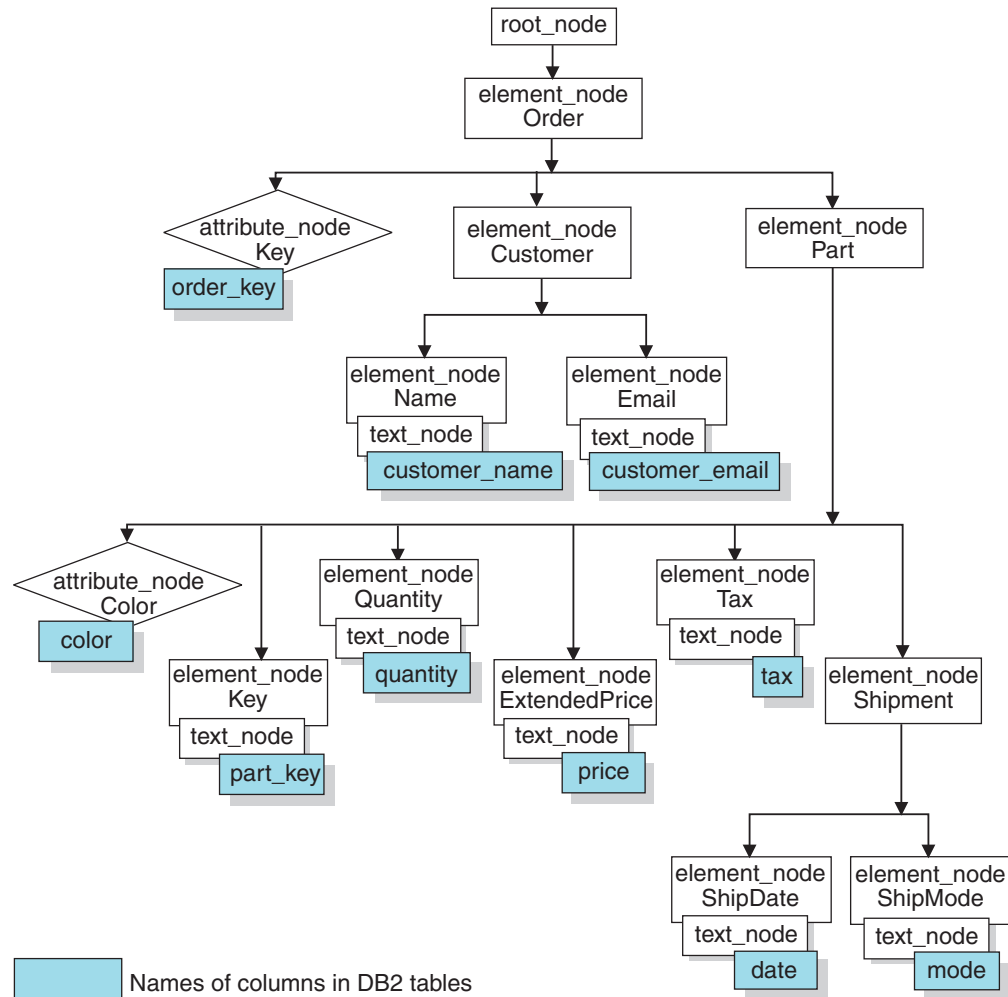 root_node
element_node
Order
attribute_node
Key
order_key
element_node
Customer
element_node
Part
element_node
Name
text_node
customer_name
element_node
Email
text_node
customer_email
attribute_node
Color
color
element_node
Key
text_node
part_key
element_node
Quantity
text_node
quantity
element_node
ExtendedPrice
text_node
price
element_node
Tax
text_node
tax
element_node
Shipment
element_node
ShipDate
text_node
date
element_node
ShipMode
text_node
mode
Names of columns in DB2 tables